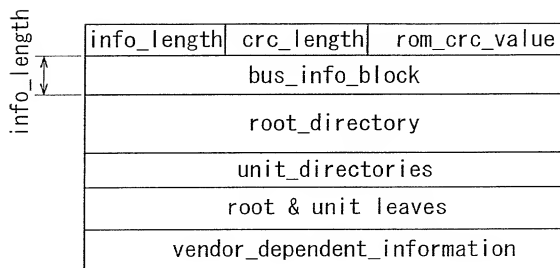 info_length crc_length rom_crc_value
info_length
bus_info_block
root_directory
unit_directories
root & unit leaves
vendor_dependent_information